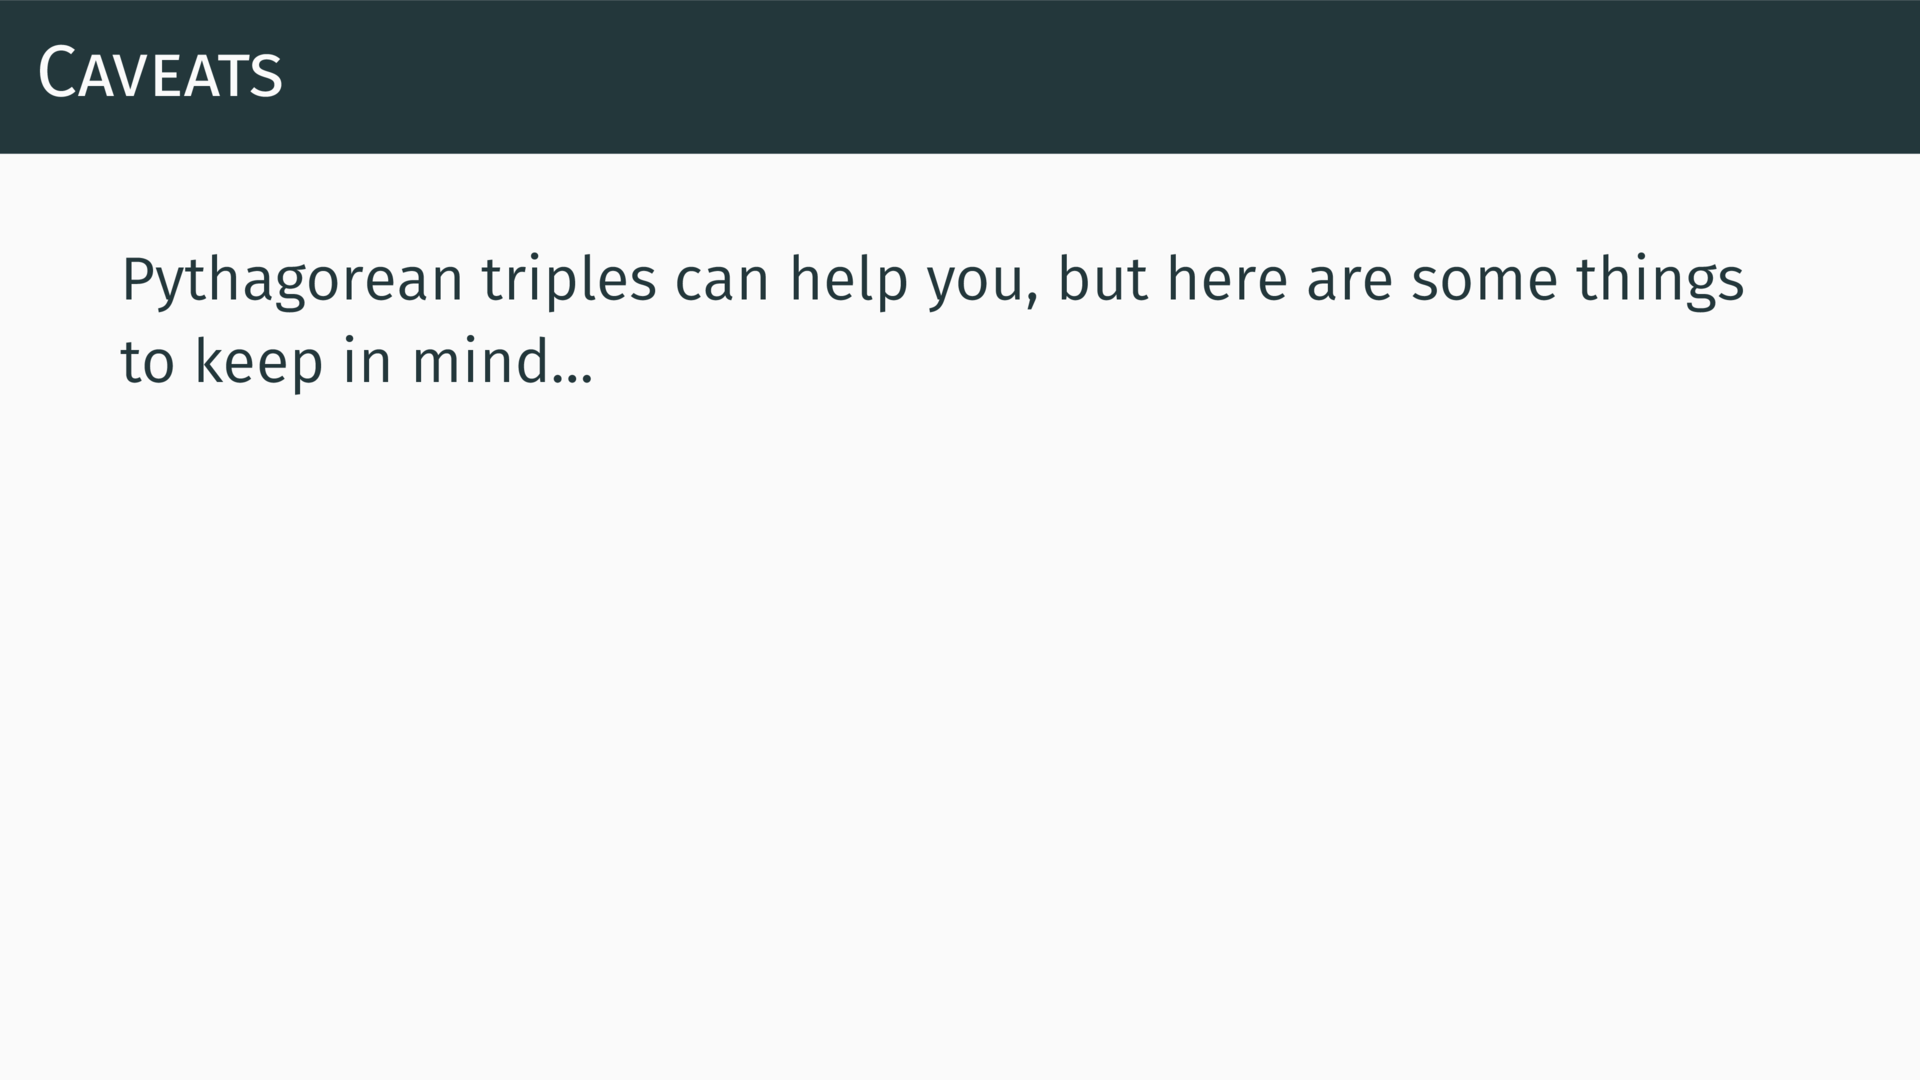 Caveats
Pythagorean triples can help you, but here are some things
to keep in mind...